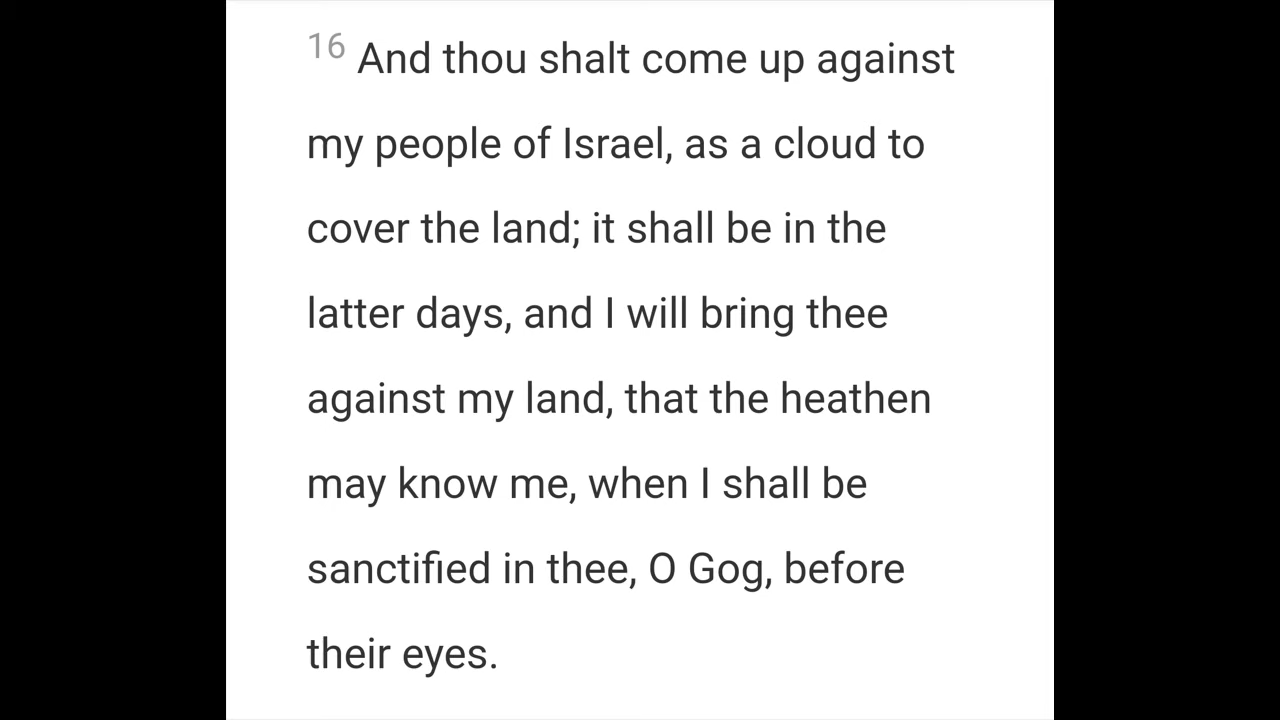 16 And thou shalt come up against
my people of Israel, as a cloud to
cover the land; it shall be in the
latter days, and I will bring thee
against my land, that the heathen
may know me, when I shall be
sanctified in thee, O Gog, before
their eyes.